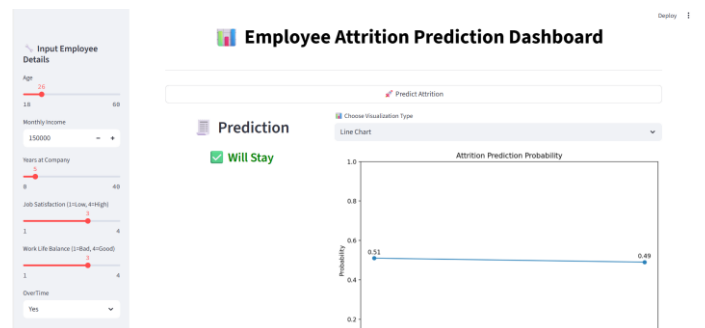 Deploy
Input Employee
Details
Age
26
18 60
Monthly Income
150000 − +
Years at Company
5
0 40
Job Satisfaction (1=Low, 4=High)
3
1 4
Work Life Balance (1=Bad, 4=Good)
3
1 4
OverTime
Yes
Employee Attrition Prediction Dashboard
Predict Attrition
Prediction
Will Stay
Choose Visualization Type
Line Chart
Attrition Prediction Probability
1.0
0.8
0.6
0.4
0.2
Probability
0.51
0.49